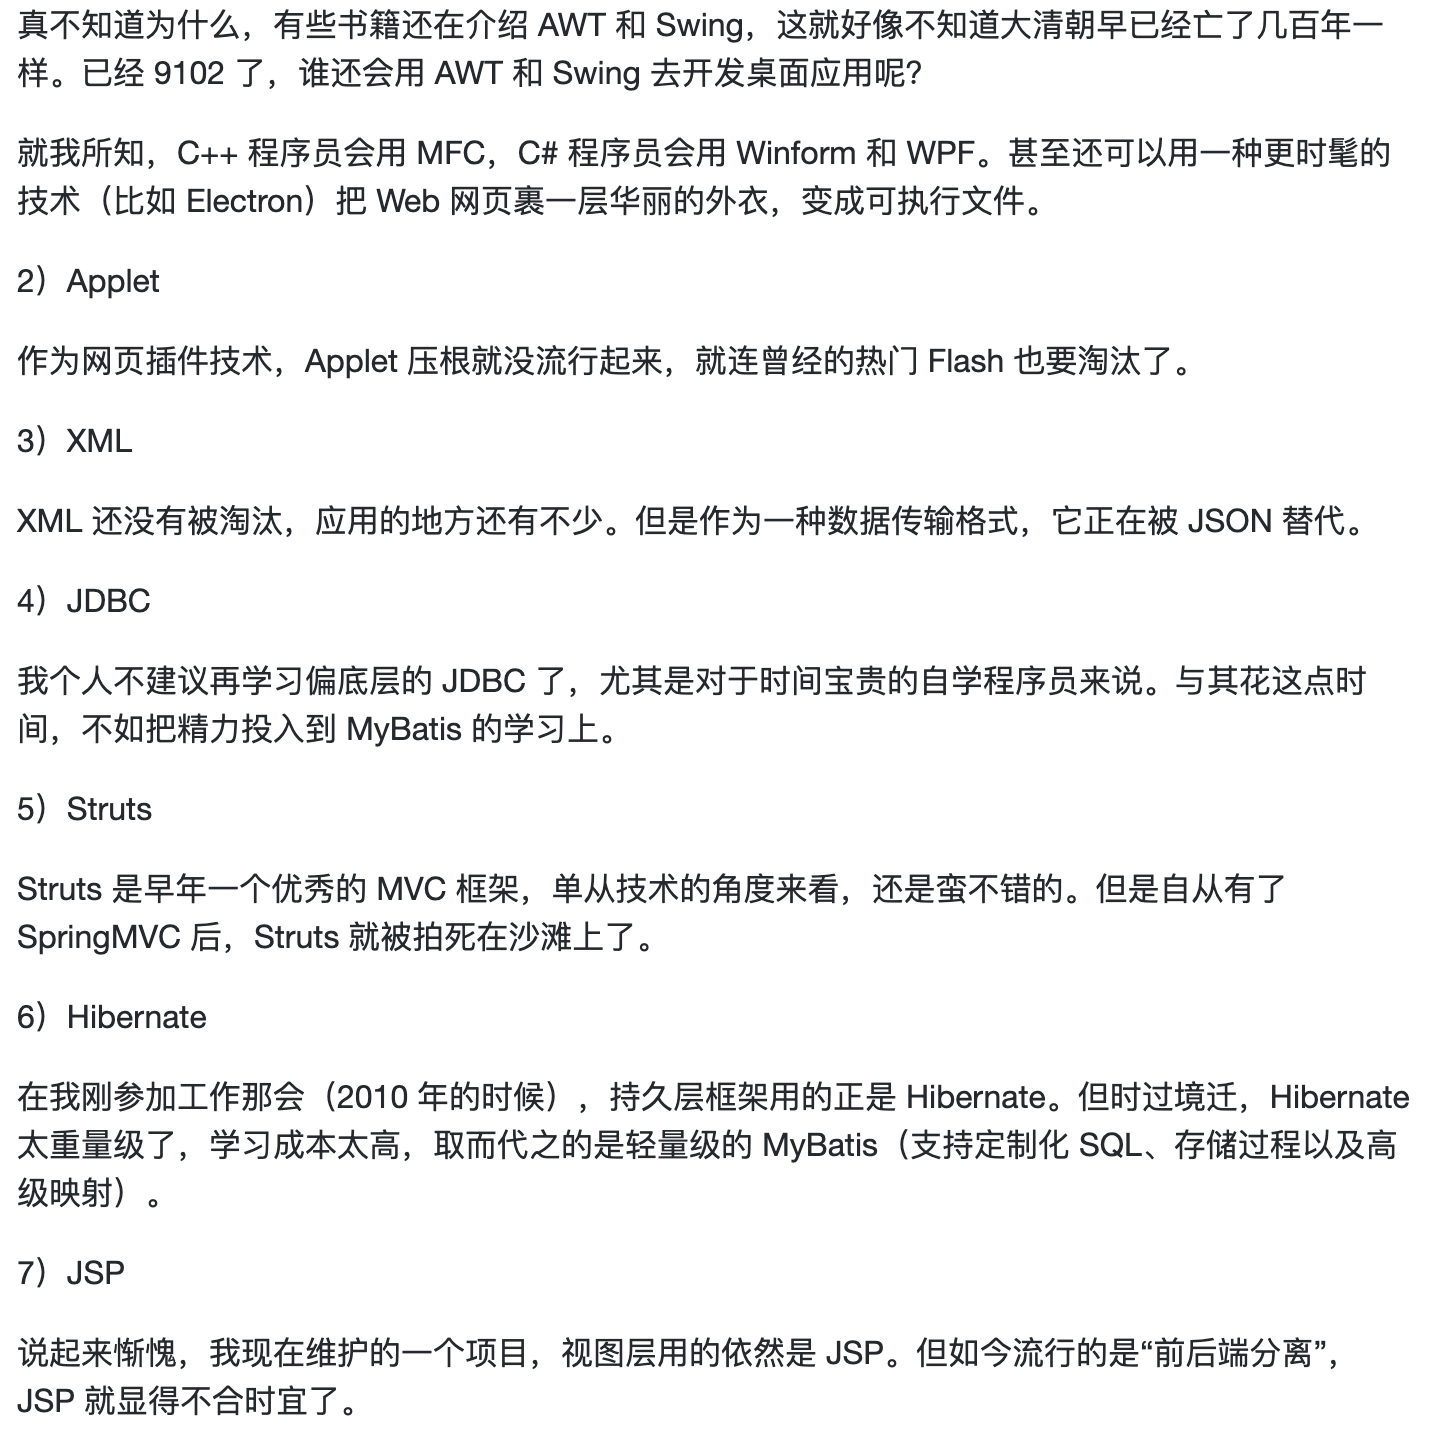 真不知道为什么，有些书籍还在介绍 AWT 和 Swing，这就好像不知道大清朝早已经亡了几百年一
样。已经 9102 了，谁还会用 AWT 和 Swing 去开发桌面应用呢？
就我所知，C++ 程序员会用 MFC，C# 程序员会用 Winform 和 WPF。甚至还可以用一种更时髦的
技术（比如 Electron）把 Web 网页裹一层华丽的外衣，变成可执行文件。
2）Applet
作为网页插件技术，Applet 压根就没流行起来，就连曾经的热门 Flash 也要淘汰了。
3）XML
XML 还没有被淘汰，应用的地方还有不少。但是作为一种数据传输格式，它正在被 JSON 替代。
4）JDBC
我个人不建议再学习偏底层的 JDBC 了，尤其是对于时间宝贵的自学程序员来说。与其花这点时
间，不如把精力投入到 MyBatis 的学习上。
5）Struts
Struts 是早年一个优秀的 MVC 框架，单从技术的角度来看，还是蛮不错的。但是自从有了
SpringMVC 后，Struts 就被拍死在沙滩上了。
6）Hibernate
在我刚参加工作那会（2010 年的时候），持久层框架用的正是 Hibernate。但时过境迁，Hibernate
太重量级了，学习成本太高，取而代之的是轻量级的 MyBatis（支持定制化 SQL、存储过程以及高
级映射）。
7）JSP
说起来惭愧，我现在维护的一个项目，视图层用的依然是 JSP。但如今流行的是“前后端分离”，
JSP 就显得不合时宜了。